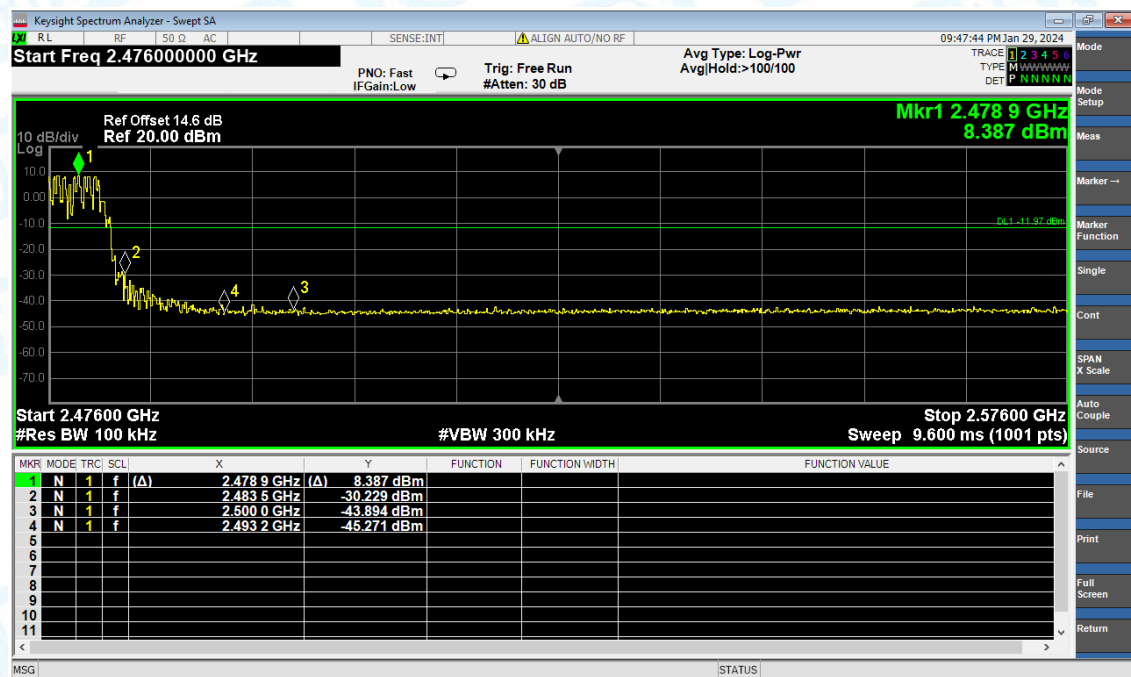 Keysight Spectrum Analyzer - Swept SA
LXI RL RF 50 Ω AC SENSE:INT ALIGN AUTO/NO RF 09:47:44 PM Jan 29, 2024
Start Freq 2.476000000 GHz
PNO: Fast
IFGain:Low
Trig: Free Run
#Atten: 30 dB
Avg Type: Log-Pwr
Avg|Hold:>100/100
TRACE 1 2 3 4 5 6
TYPE M W W W W W
DET P N N N N N
Mkr1 2.478 9 GHz
8.387 dBm
Ref Offset 14.6 dB
Ref 20.00 dBm
10 dB/div
Log
10.0
0.00
-10.0
-20.0
-30.0
-40.0
-50.0
-60.0
-70.0
1
2
4
3
DL1 -11.97 dBm
Start 2.47600 GHz
Stop 2.57600 GHz
#Res BW 100 kHz
#VBW 300 kHz
Sweep 9.600 ms (1001 pts)
MKR MODE TRC SCL X Y FUNCTION FUNCTION WIDTH FUNCTION VALUE
1 N 1 f (Δ) 2.478 9 GHz (Δ) 8.387 dBm
2 N 1 f 2.483 5 GHz -30.229 dBm
3 N 1 f 2.500 0 GHz -43.894 dBm
4 N 1 f 2.493 2 GHz -45.271 dBm
5
6
7
8
9
10
11
MSG
STATUS
Mode
Mode
Setup
Meas
Marker →
Marker
Function
Single
Cont
SPAN
X Scale
Auto
Couple
Source
File
Print
Full
Screen
Return